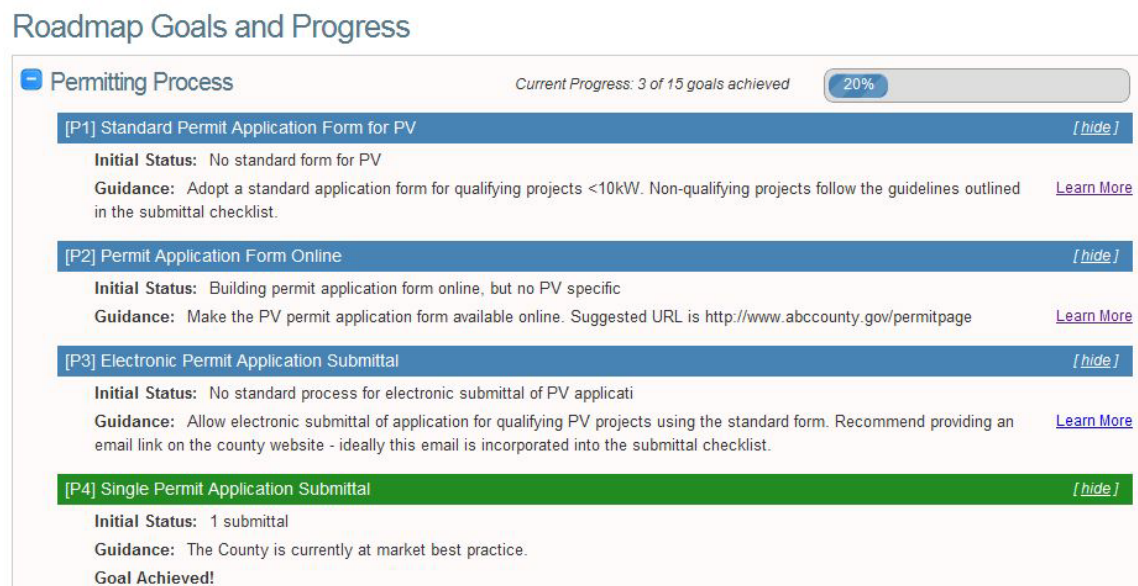 Roadmap Goals and Progress
Permitting Process
Current Progress: 3 of 15 goals achieved
20%
[P1] Standard Permit Application Form for PV
[ hide ]
Initial Status: No standard form for PV
Guidance: Adopt a standard application form for qualifying projects <10kW. Non-qualifying projects follow the guidelines outlined
in the submittal checklist.
Learn More
[P2] Permit Application Form Online
[ hide ]
Initial Status: Building permit application form online, but no PV specific
Guidance: Make the PV permit application form available online. Suggested URL is http://www.abccounty.gov/permitpage
Learn More
[P3] Electronic Permit Application Submittal
[ hide ]
Initial Status: No standard process for electronic submittal of PV applicati
Guidance: Allow electronic submittal of application for qualifying PV projects using the standard form. Recommend providing an
email link on the county website - ideally this email is incorporated into the submittal checklist.
Learn More
[P4] Single Permit Application Submittal
[ hide ]
Initial Status: 1 submittal
Guidance: The County is currently at market best practice.
Goal Achieved!